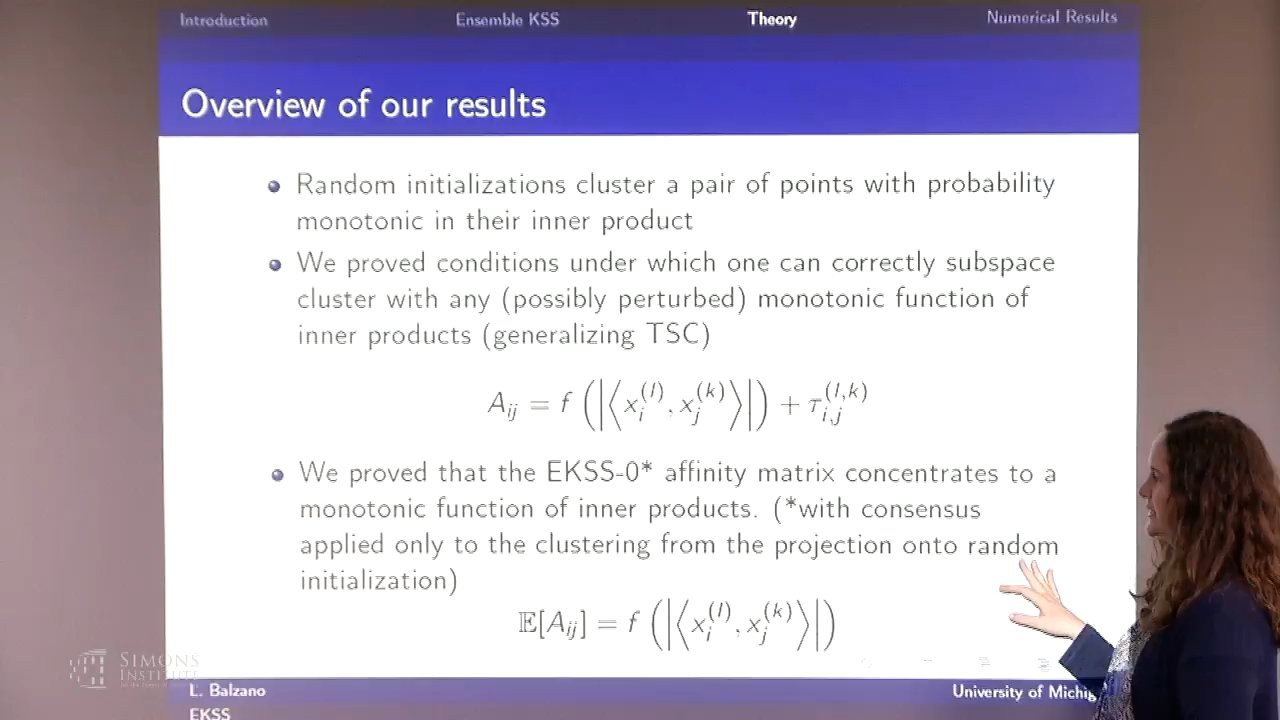 Introduction Ensemble KSS Theory Numerical Results
Overview of our results
Random initializations cluster a pair of points with probability
monotonic in their inner product
We proved conditions under which one can correctly subspace
cluster with any (possibly perturbed) monotonic function of
inner products (generalizing TSC)
A_{ij} = f (|⟨x_i^{(l)}, x_j^{(k)}⟩|) + τ_{i,j}^{(l,k)}
We proved that the EKSS-0* affinity matrix concentrates to a
monotonic function of inner products. (*with consensus
applied only to the clustering from the projection onto random
initialization)
𝔼[A_{ij}] = f (|⟨x_i^{(l)}, x_j^{(k)}⟩|)
SIMONS
INSTITUTE
L. Balzano University of Michig
EKSS